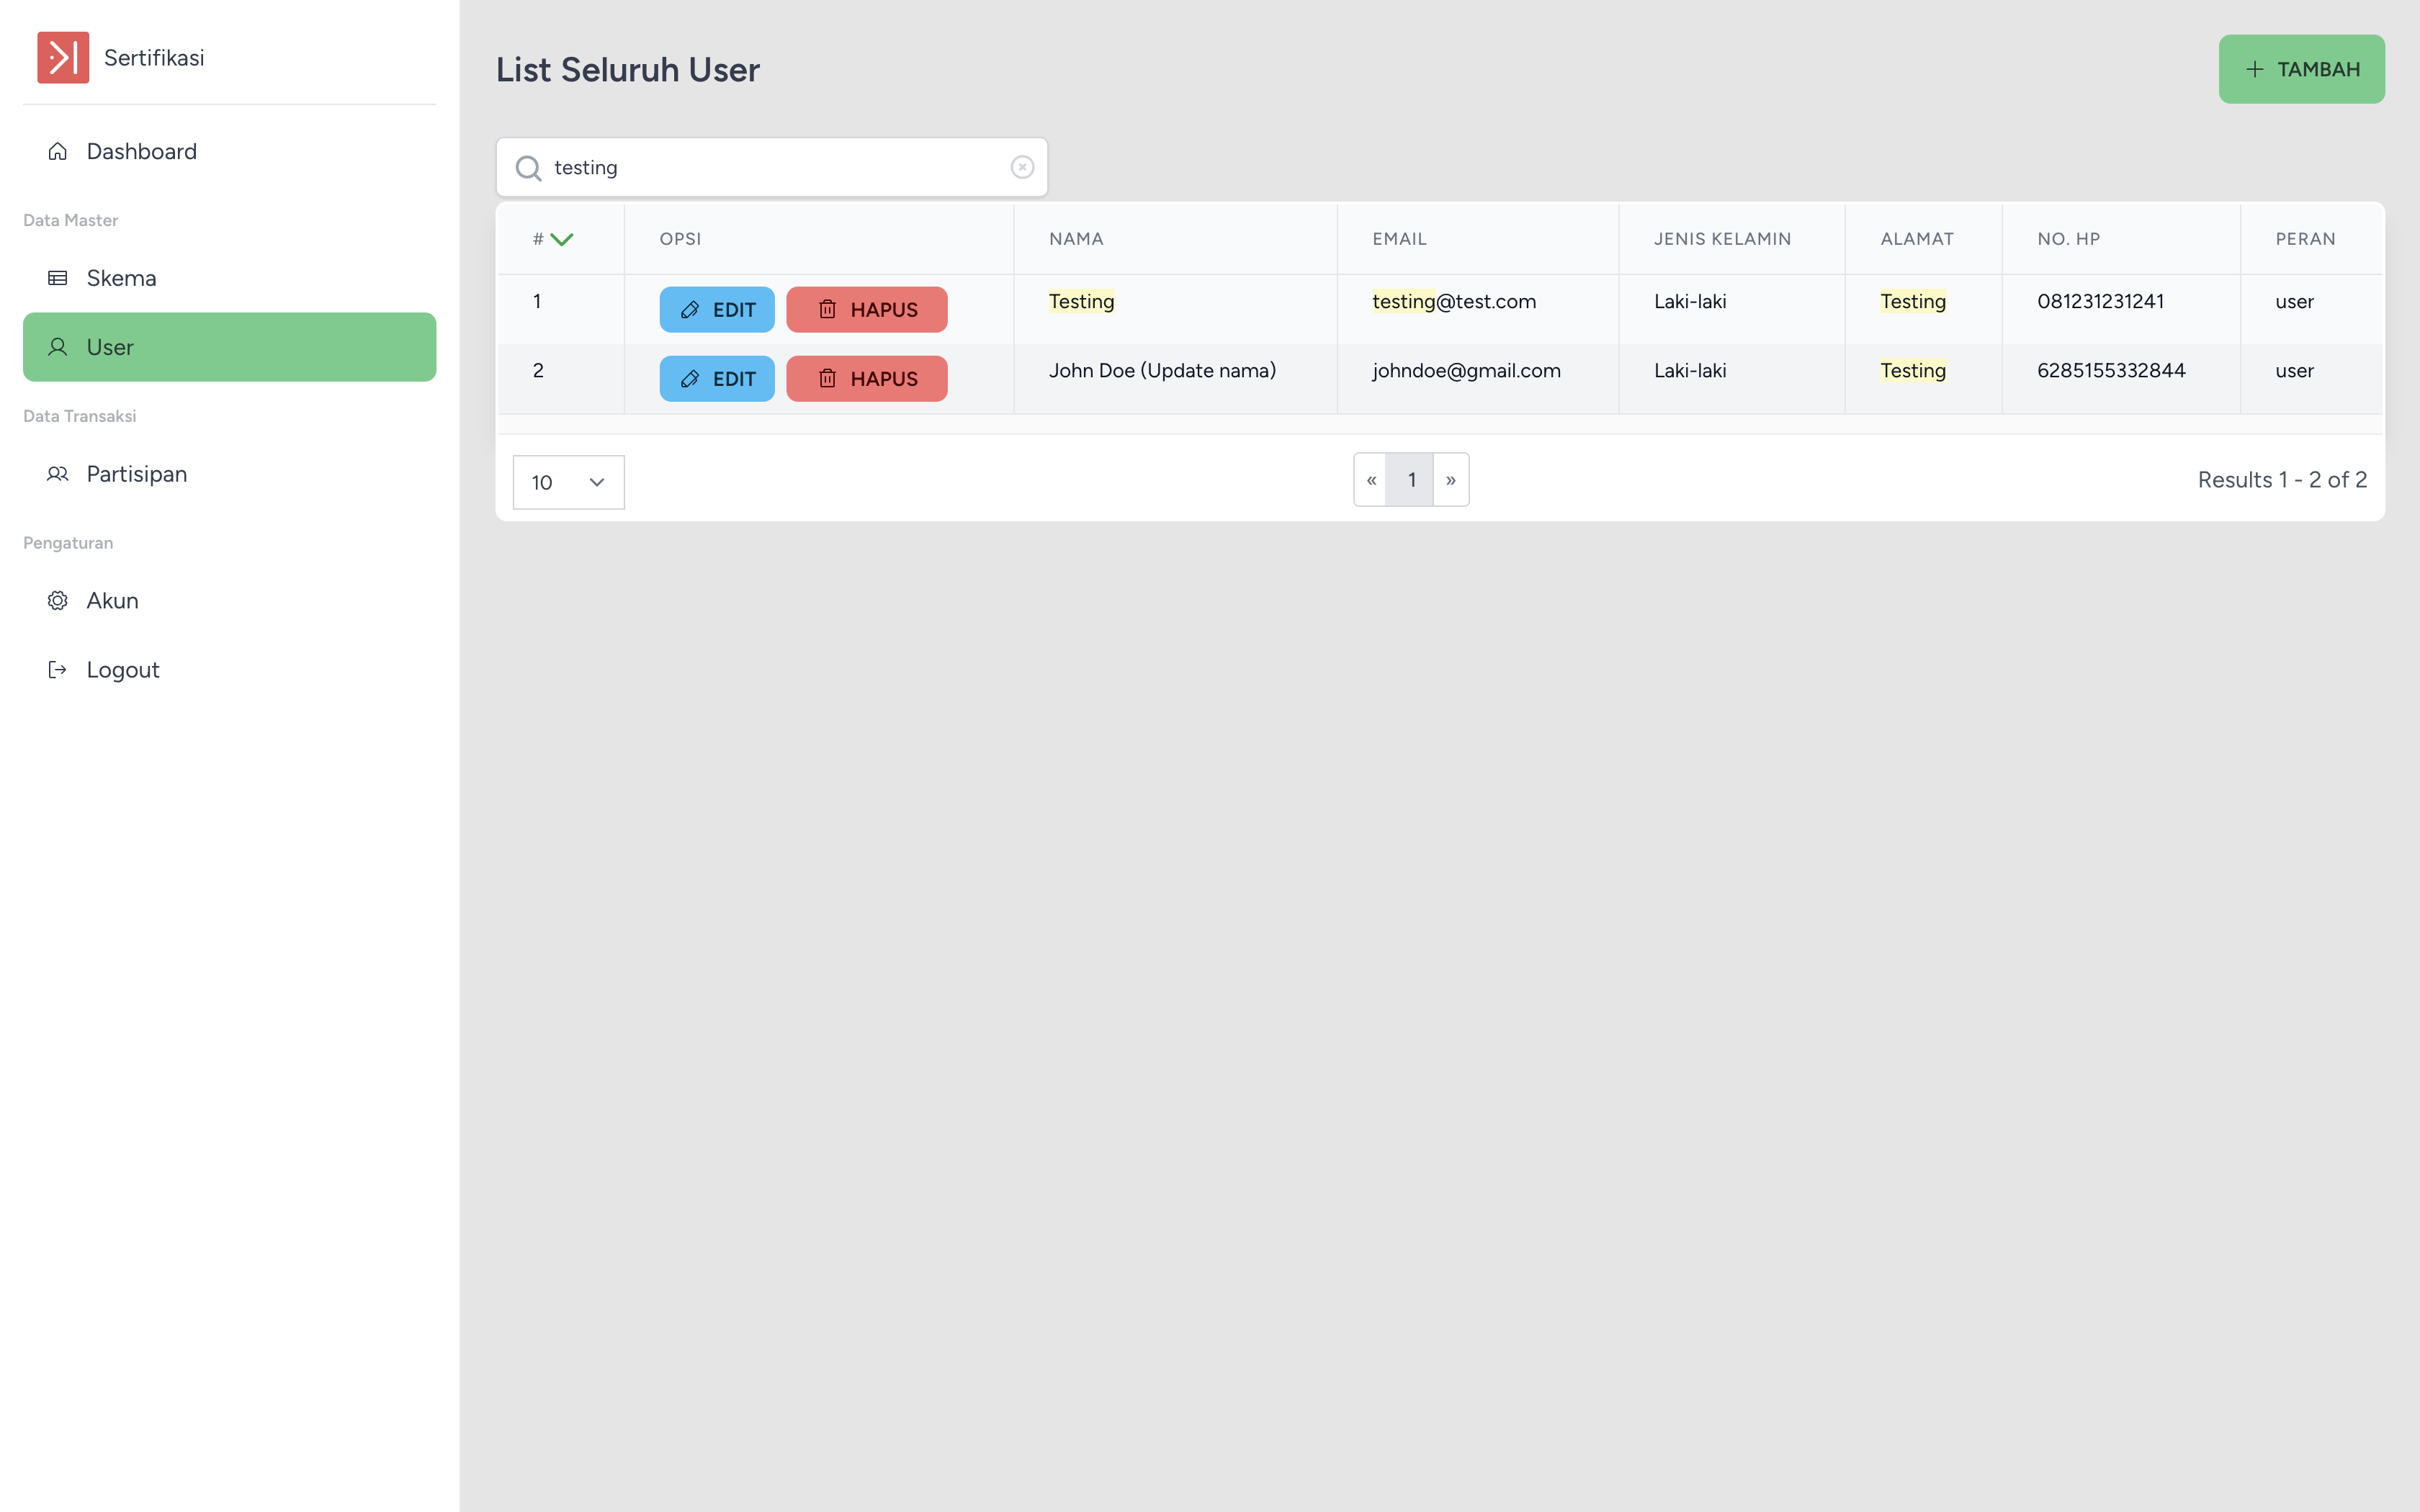 Sertifikasi
Dashboard
Data Master
Skema
User
Data Transaksi
Partisipan
Pengaturan
Akun
Logout
List Seluruh User
TAMBAH
testing
# OPSI NAMA EMAIL JENIS KELAMIN ALAMAT NO. HP PERAN
1 EDIT HAPUS Testing testing@test.com Laki-laki Testing 081231231241 user
2 EDIT HAPUS John Doe (Update nama) johndoe@gmail.com Laki-laki Testing 6285155332844 user
10 « 1 » Results 1 - 2 of 2